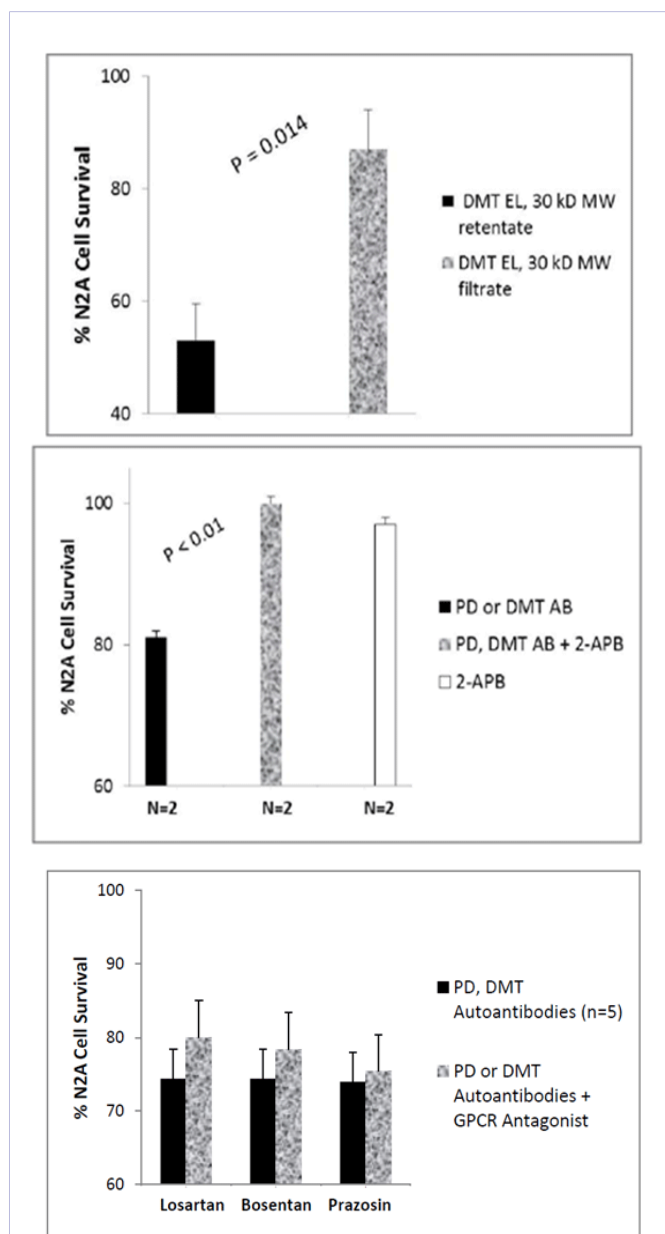 100
80
60
40
% N2A Cell Survival
P = 0.014
DMT EL, 30 kD MW
retentate
DMT EL, 30 kD MW
filtrate
100
80
60
% N2A Cell Survival
P < 0.01
N=2
N=2
N=2
PD or DMT AB
PD, DMT AB + 2-APB
2-APB
100
90
80
70
60
% N2A Cell Survival
Losartan
Bosentan
Prazosin
PD, DMT
Autoantibodies (n=5)
PD or DMT
Autoantibodies +
GPCR Antagonist